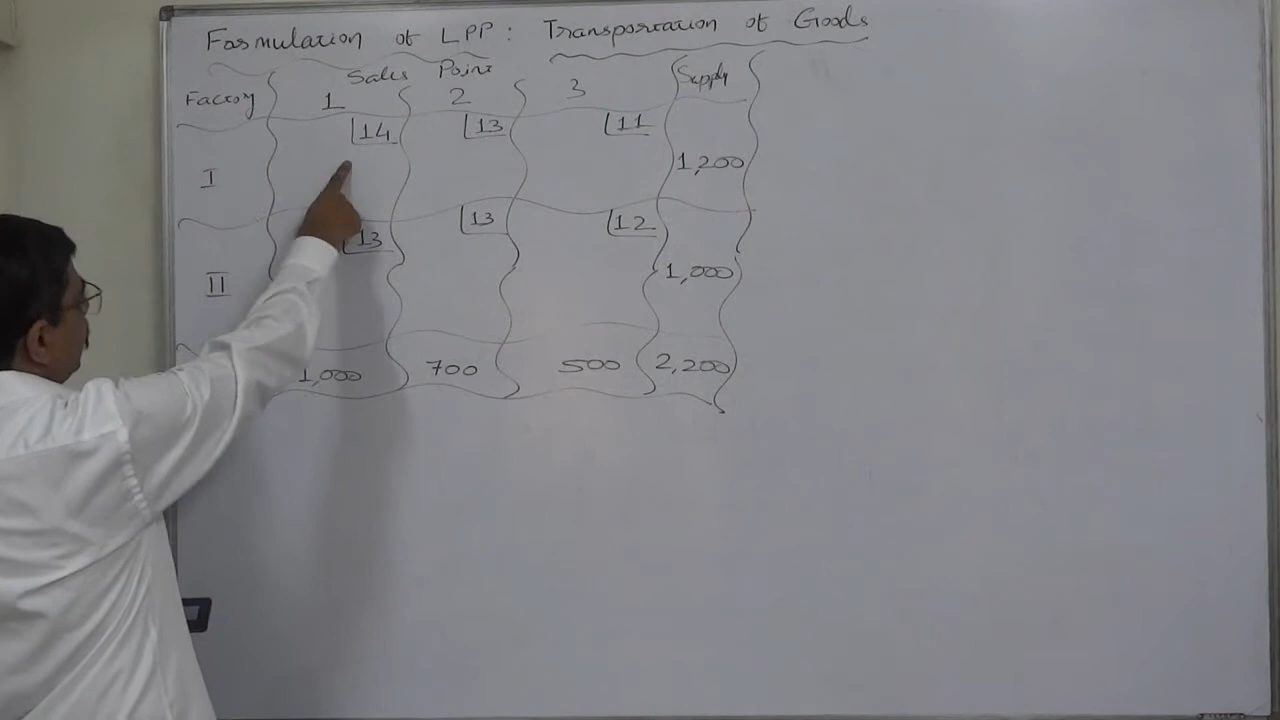 Formulation of LPP: Transportation of Goods
Sales Point
Factory 1 2 3 Supply
I 14 13 11 1,200
II 13 13 12 1,000
1,000 700 500 2,200